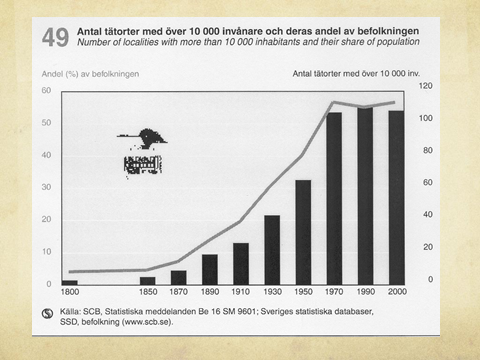 49
Antal tätorter med över 10 000 invånare och deras andel av befolkningen
Number of localities with more than 10 000 inhabitants and their share of population
Andel (%) av befolkningen
Antal tätorter med över 10 000 inv.
60
50
40
30
20
10
0
120
100
80
60
40
20
0
1800 1850 1870 1890 1910 1930 1950 1970 1990 2000
Källa: SCB, Statistiska meddelanden Be 16 SM 9601; Sveriges statistiska databaser,
SSD, befolkning (www.scb.se).